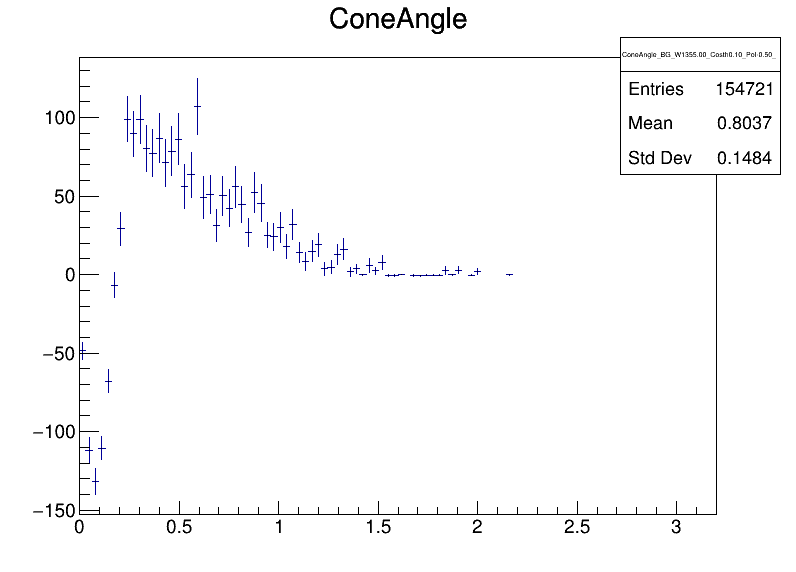 ConeAngle
ConeAngle_BG_W1355.00_Costh0.10_Pol-0.50_
Entries 154721
Mean 0.8037
Std Dev 0.1484
100
50
0
−50
−100
−150
0 0.5 1 1.5 2 2.5 3